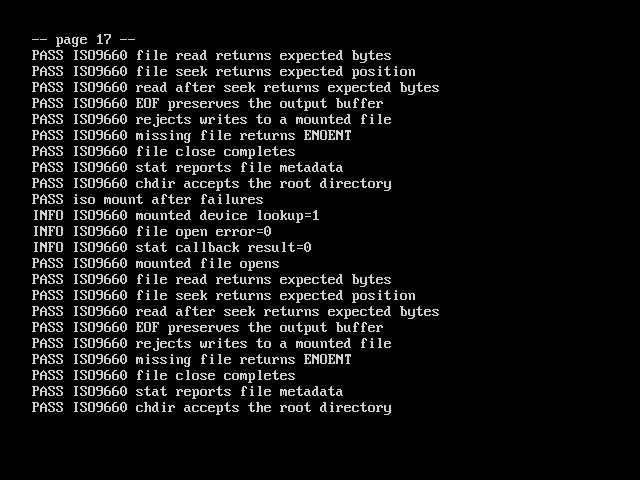 -- page 17 --
PASS ISO9660 file read returns expected bytes
PASS ISO9660 file seek returns expected position
PASS ISO9660 read after seek returns expected bytes
PASS ISO9660 EOF preserves the output buffer
PASS ISO9660 rejects writes to a mounted file
PASS ISO9660 missing file returns ENOENT
PASS ISO9660 file close completes
PASS ISO9660 stat reports file metadata
PASS ISO9660 chdir accepts the root directory
PASS iso mount after failures
INFO ISO9660 mounted device lookup=1
INFO ISO9660 file open error=0
INFO ISO9660 stat callback result=0
PASS ISO9660 mounted file opens
PASS ISO9660 file read returns expected bytes
PASS ISO9660 file seek returns expected position
PASS ISO9660 read after seek returns expected bytes
PASS ISO9660 EOF preserves the output buffer
PASS ISO9660 rejects writes to a mounted file
PASS ISO9660 missing file returns ENOENT
PASS ISO9660 file close completes
PASS ISO9660 stat reports file metadata
PASS ISO9660 chdir accepts the root directory